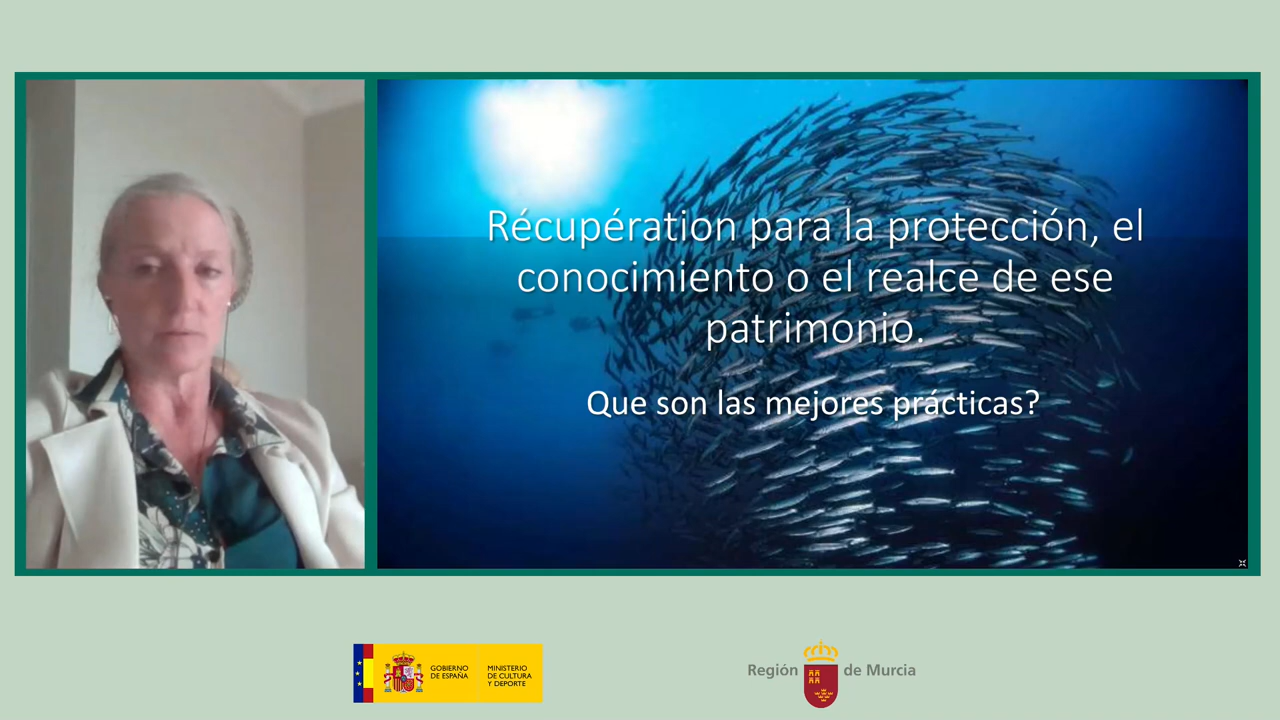 Récupération para la protección, el
conocimiento o el realce de ese
patrimonio.
Que son las mejores prácticas?
GOBIERNO
DE ESPAÑA
MINISTERIO
DE CULTURA
Y DEPORTE
Región de Murcia